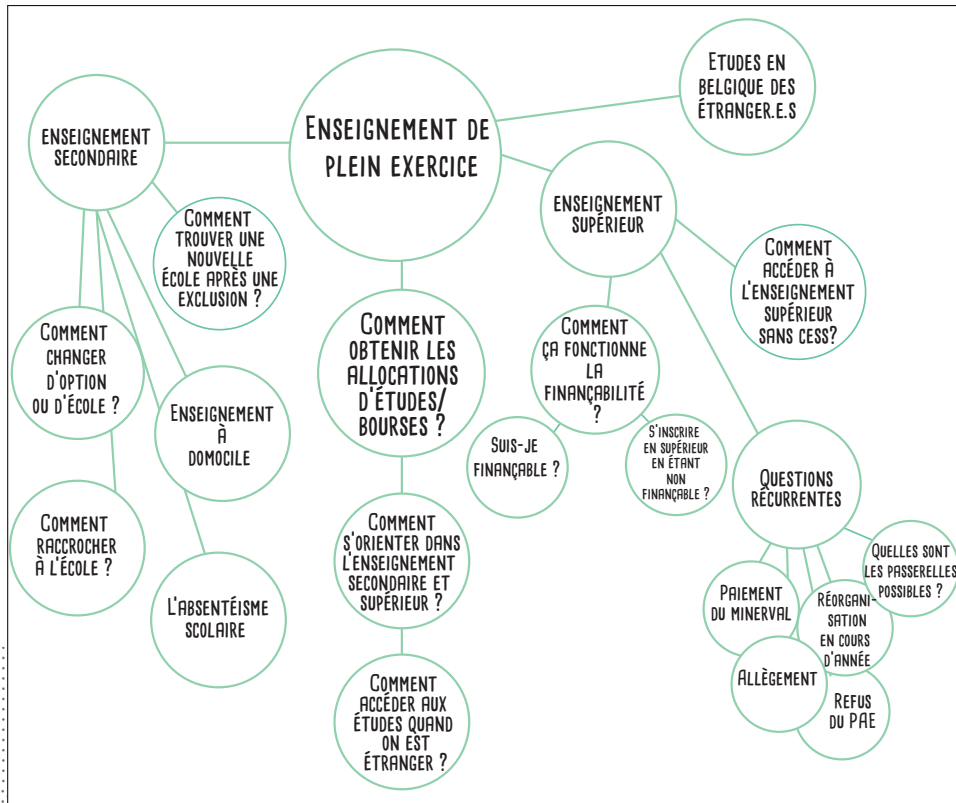 Enseignement de
plein exercice
Etudes en
Belgique des
étranger.e.s
Enseignement
secondaire
Comment
trouver une
nouvelle
école après une
exclusion ?
Comment
changer
d'option
ou d'école ?
Enseignement
à
domicile
Comment
raccrocher
à l'école ?
L'absentéisme
scolaire
Comment
obtenir les
allocations
d'études/
bourses ?
Comment
s'orienter dans
l'enseignement
secondaire et
supérieur ?
Comment
accéder aux
études quand
on est
étranger ?
Enseignement
supérieur
Comment
accéder à
l'enseignement
supérieur
sans CESS?
Comment
ça fonctionne
la
finançabilité
?
Suis-je
finançable ?
S'inscrire
en supérieur
en étant
non
finançable ?
Questions
récurrentes
Quelles sont
les passerelles
possibles ?
Paiement
du minerval
Réorgani-
sation
en cours
d'année
Allègement
Refus
du PAE